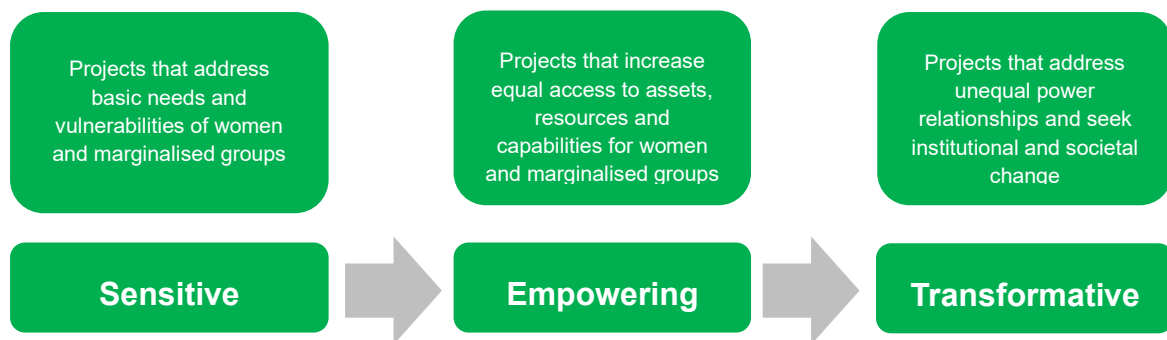 Projects that address
basic needs and
vulnerabilities of women
and marginalised groups
Projects that increase
equal access to assets,
resources and
capabilities for women
and marginalised groups
Projects that address
unequal power
relationships and seek
institutional and societal
change
Sensitive
Empowering
Transformative